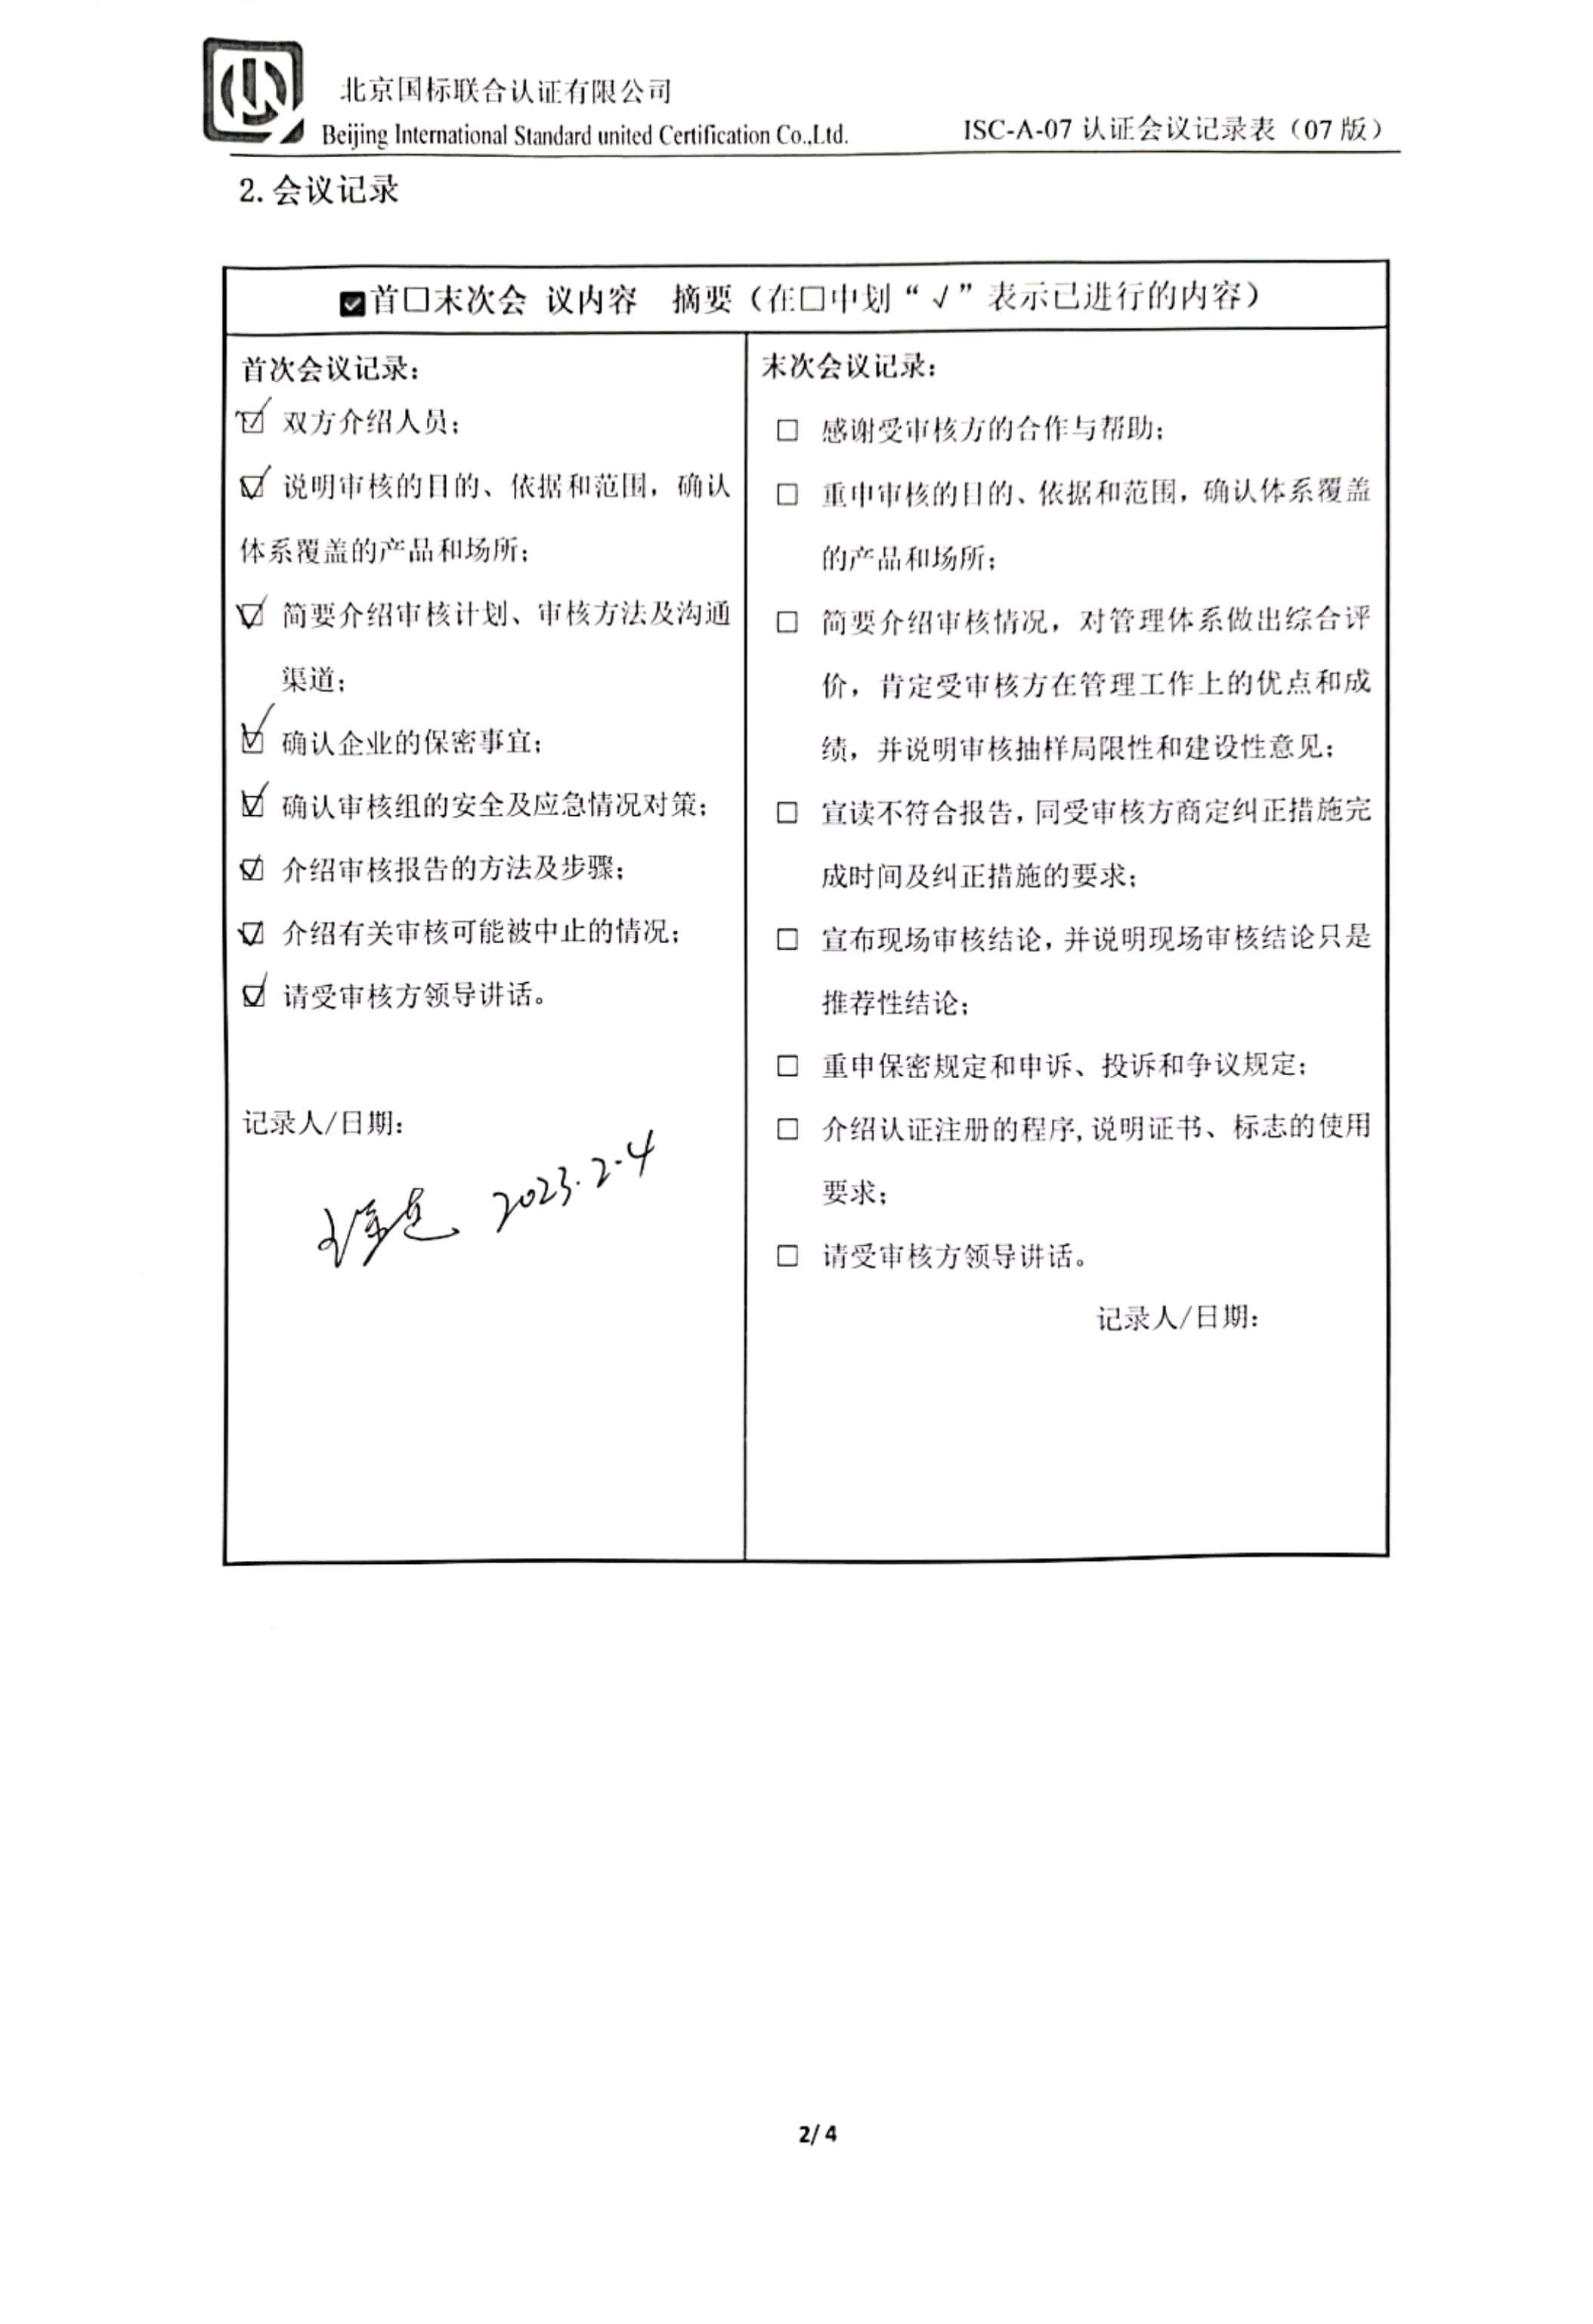 北京国标联合认证有限公司
Beijing International Standard united Certification Co.,Ltd.
ISC-A-07 认证会议记录表（07 版）
2. 会议记录
☑首□末次会 议内容 摘要（在□中划“√”表示已进行的内容）
首次会议记录：
☑ 双方介绍人员；
☑ 说明审核的目的、依据和范围，确认
体系覆盖的产品和场所；
☑ 简要介绍审核计划、审核方法及沟通
渠道；
☑ 确认企业的保密事宜；
☑ 确认审核组的安全及应急情况对策；
☑ 介绍审核报告的方法及步骤；
☑ 介绍有关审核可能被中止的情况；
☑ 请受审核方领导讲话。
记录人/日期：
2023.2.4
末次会议记录：
□ 感谢受审核方的合作与帮助；
□ 重申审核的目的、依据和范围，确认体系覆盖
的产品和场所；
□ 简要介绍审核情况，对管理体系做出综合评
价，肯定受审核方在管理工作上的优点和成
绩，并说明审核抽样局限性和建设性意见；
□ 宣读不符合报告，同受审核方商定纠正措施完
成时间及纠正措施的要求；
□ 宣布现场审核结论，并说明现场审核结论只是
推荐性结论；
□ 重申保密规定和申诉、投诉和争议规定；
□ 介绍认证注册的程序，说明证书、标志的使用
要求；
□ 请受审核方领导讲话。
记录人/日期：
2/ 4